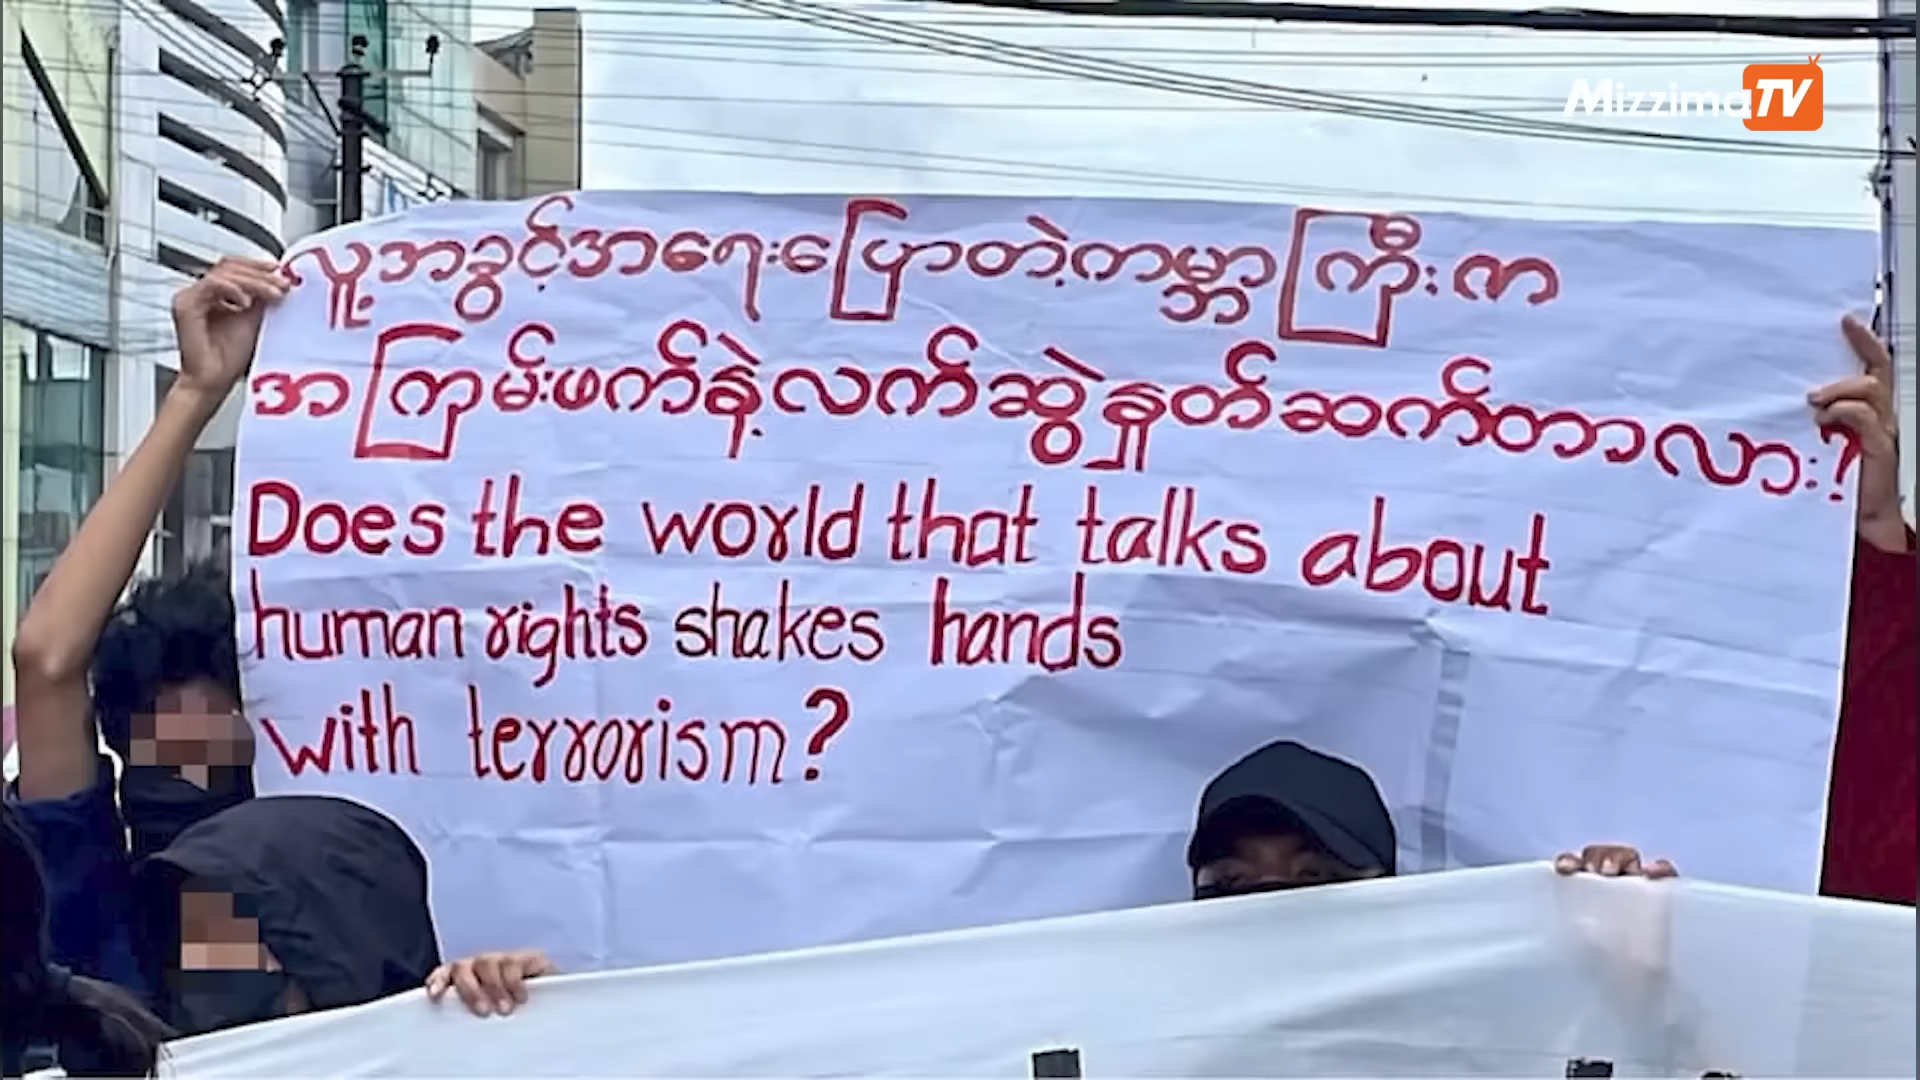 Mizzima TV
လူ့အခွင့်အရေးပြောတဲ့ကမ္ဘာကြီးက
အကြမ်းဖက်နဲ့လက်ဆွဲနှုတ်ဆက်တာလား?
Does the world that talks about
human rights shakes hands
with terrorism?